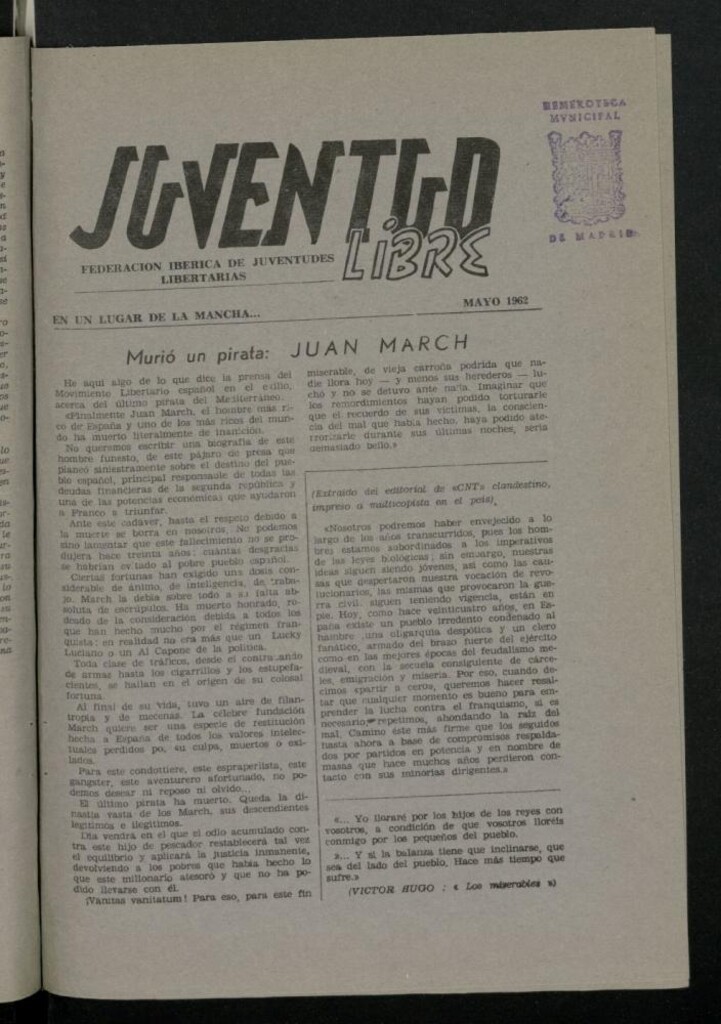 JUVENTUD
LIBRE
FEDERACION IBERICA DE JUVENTUDES
LIBERTARIAS
HEMEROTECA
MVNICIPAL
DE MADRID
EN UN LUGAR DE LA MANCHA...
MAYO 1962
Murió un pirata: JUAN MARCH
He aquí algo de lo que dice la prensa del
Movimiento Libertario español en el exilio,
acerca del último pirata del Mediterráneo.
«Finalmente Juan March, el hombre más ri-
co de España y uno de los más ricos del mun-
do ha muerto literalmente de inanición.
No queremos escribir una biografía de este
hombre funesto, de este pájaro de presa que
planeó siniestramente sobre el destino del pue-
blo español, principal responsable de todas las
deudas financieras de la segunda república y
una de las potencias económicas que ayudaron
a Franco a triunfar.
Ante este cadáver, hasta el respeto debido a
la muerte se borra en nosotros. No podemos
sino lamentar que este fallecimiento no se pro-
dujera hace treinta años: cuántas desgracias
se habrían evitado al pobre pueblo español.
Ciertas fortunas han exigido una dosis con-
siderable de ánimo, de inteligencia, de traba-
jo. March la debía sobre todo a su falta ab-
soluta de escrúpulos. Ha muerto honrado, ro-
deado de la consideración debida a todos los
que han hecho mucho por el régimen fran-
quista: en realidad no era más que un Lucky
Luciano o un Al Capone de la política.
Toda clase de tráficos, desde el contrabando
de armas hasta los cigarrillos y los estupefa-
cientes, se hallan en el origen de su colosal
fortuna.
Al final de su vida, tuvo un aire de filan-
tropía y de mecenas. La célebre fundación
March quiere ser una especie de restitución
hecha a España de todos los valores intelec-
tuales perdidos po, su culpa, muertos o exi-
lados.
Para este condottiere, este espraperlista, este
gangster, este aventurero afortunado, no po-
demos desear ni reposo ni olvido...
El último pirata ha muerto. Queda la di-
nastía vasta de los March, sus descendientes
legítimos e ilegítimos.
Día vendrá en el que el odio acumulado con-
tra este hijo de pescador restablecerá tal vez
el equilibrio y aplicará la justicia inmanente,
devolviendo a los pobres que había hecho lo
que este millonario atesoró y que no ha po-
dido llevarse con él.
¡Vanitas vanitatum! Para eso, para este fin
miserable, de vieja carroña podrida que na-
die llora hoy — y menos sus herederos — lu-
chó y no se detuvo ante nada. Imaginar que
los remordimientos hayan podido torturarle
que el recuerdo de sus víctimas, la conscien-
cia del mal que había hecho, haya podido ate-
rrorizarle durante sus últimas noches, sería
demasiado bello.»
(Extraído del editorial de «CNT» clandestino,
impreso a multicopista en el país).
«Nosotros podremos haber envejecido a lo
largo de los años transcurridos, pues los hom-
bres estamos subordinados a los imperativos
de las leyes biológicas; sin embargo, nuestras
ideas siguen siendo jóvenes, así como las cau-
sas que despertaron nuestra vocación de revo-
lucionarios, las mismas que provocaron la gue-
rra civil, siguen teniendo vigencia, están en
pie. Hoy, como hace veinticuatro años, en Es-
paña existe un pueblo irredento condenado al
hambre, una oligarquía despótica y un clero
fanático, armado del brazo fuerte del ejército
como en las mejores épocas del feudalismo me-
dieval, con la secuela consiguiente de cárce-
les, emigración y miseria. Por eso, cuando de-
cimos «partir a cero», queremos hacer resal-
tar que cualquier momento es bueno para em-
prender la lucha contra el franquismo, si es
necesario, repetimos, ahondando la raíz del
mal. Camino éste más firme que los seguidos
hasta ahora a base de compromisos respalda-
dos por partidos en potencia y en nombre de
masas que hace muchos años perdieron con-
tacto con sus minorías dirigentes.»
«... Yo lloraré por los hijos de los reyes con
vosotros, a condición de que vosotros lloréis
conmigo por los pequeños del pueblo.
»... Y si la balanza tiene que inclinarse, que
sea del lado del pueblo. Hace más tiempo que
sufre.»
(VICTOR HUGO : « Los miserables »)